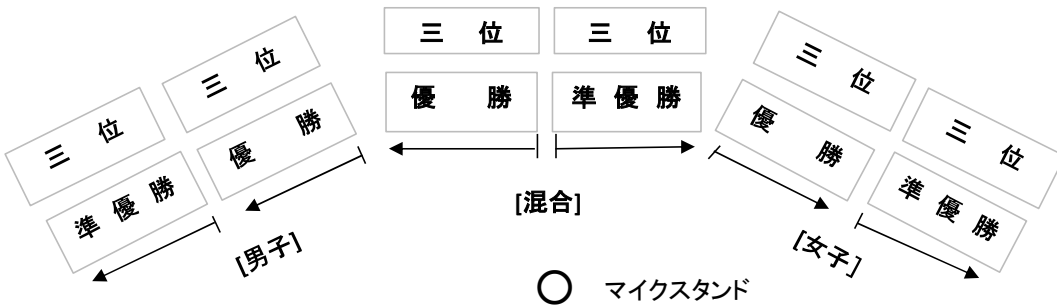 三 位
三 位
準 優 勝
優 勝
[男子]
三 位
三 位
優 勝
準 優 勝
[混合]
三 位
三 位
優 勝
準 優 勝
[女子]
マイクスタンド